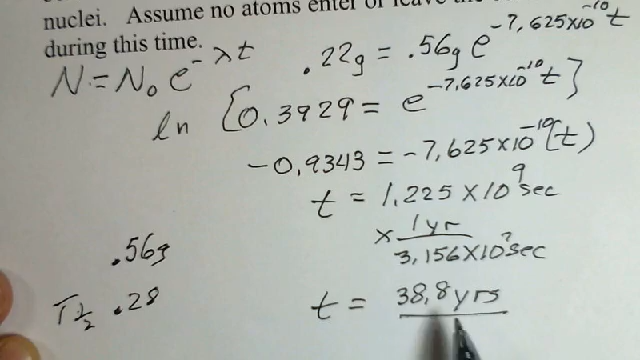 nuclei. Assume no atoms enter or leave the
during this time.
N = N₀ e^-λt
.22g = .56g e^-7,625×10^-10 t
ln [0.3929 = e^-7,625×10^-10 t]
-0,9343 = -7,625×10^-10 (t)
t = 1.225 × 10^9 sec
× 1yr
3,156×10^7 sec
.56g
T½ .28
t = 38,8yrs